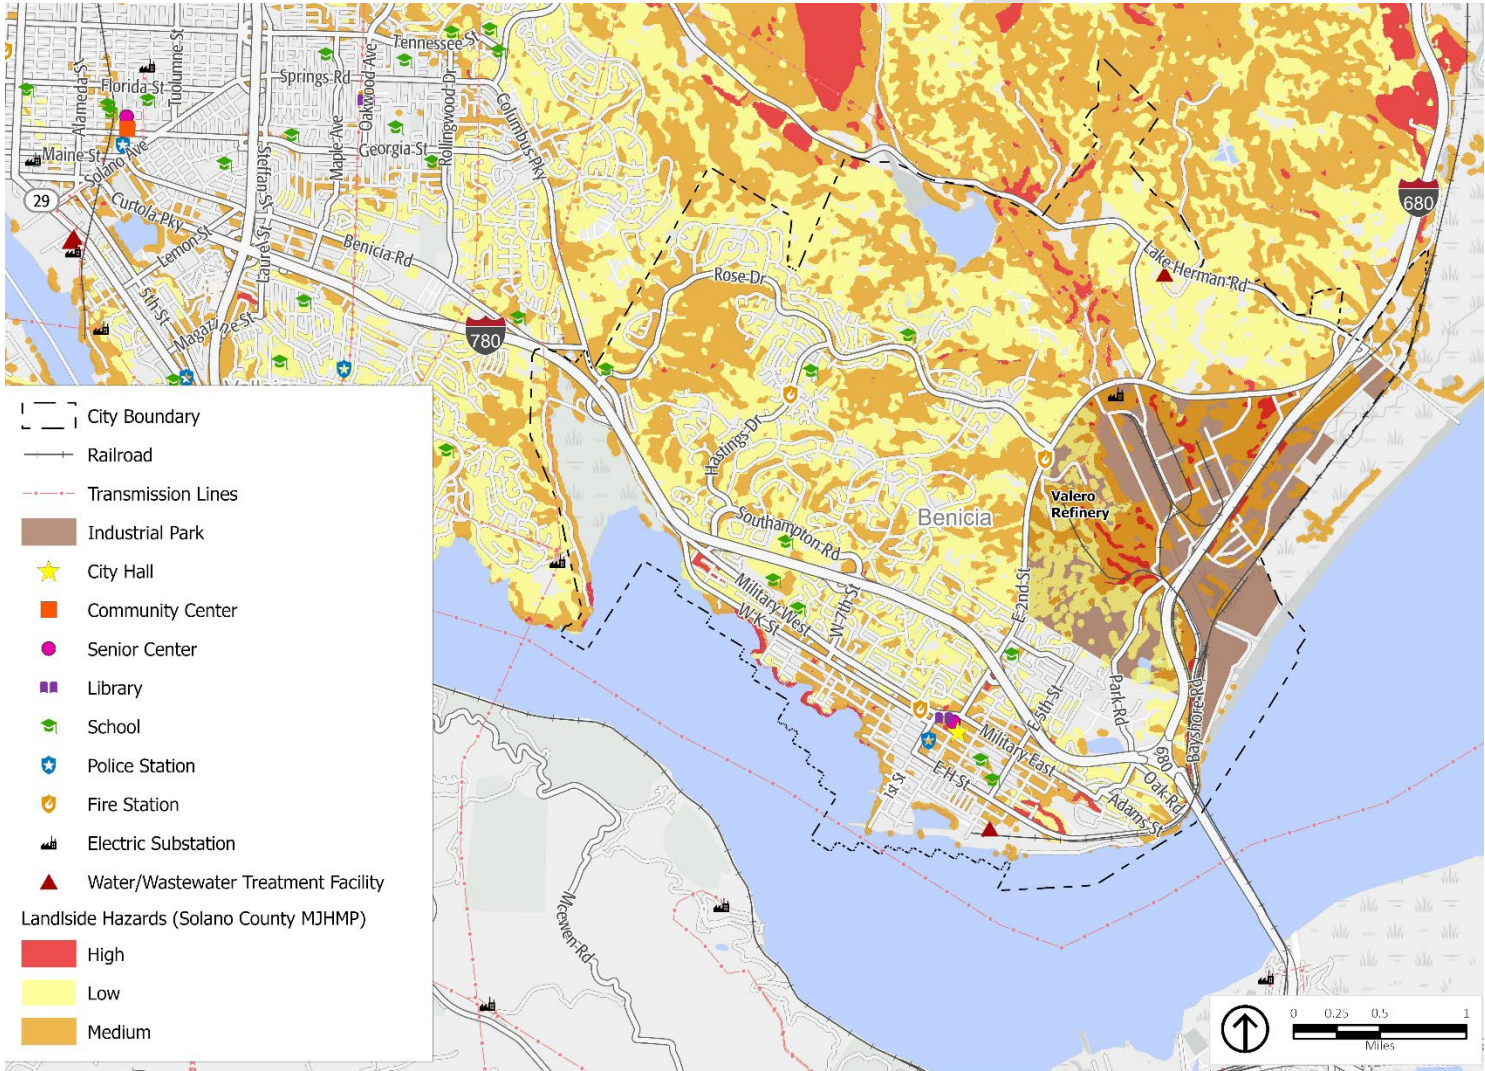 Tennessee St
Springs Rd
Florida St
Alameda St
Tuolumne St
Oakwood Ave
Rollingwood Dr
Columbus Pky
Maple Ave
Georgia St
Maine St
Solano Ave
Steffan St
29
Curtola Pky
Lemon St
Laurel St
Benicia Rd
5th St
Magazine St
780
680
Lake Herman Rd
Rose Dr
Hastings Dr
Southampton Rd
Benicia
Valero
Refinery
E 2nd St
Military West
W K St
W 7th St
E 5th St
Park Rd
Bayshore Rd
680
Military East
E H St
1st St
Adams St
Oak Rd
Mcewen Rd
City Boundary
Railroad
Transmission Lines
Industrial Park
City Hall
Community Center
Senior Center
Library
School
Police Station
Fire Station
Electric Substation
Water/Wastewater Treatment Facility
Landslide Hazards (Solano County MJHMP)
High
Low
Medium
0 0.25 0.5 1
Miles